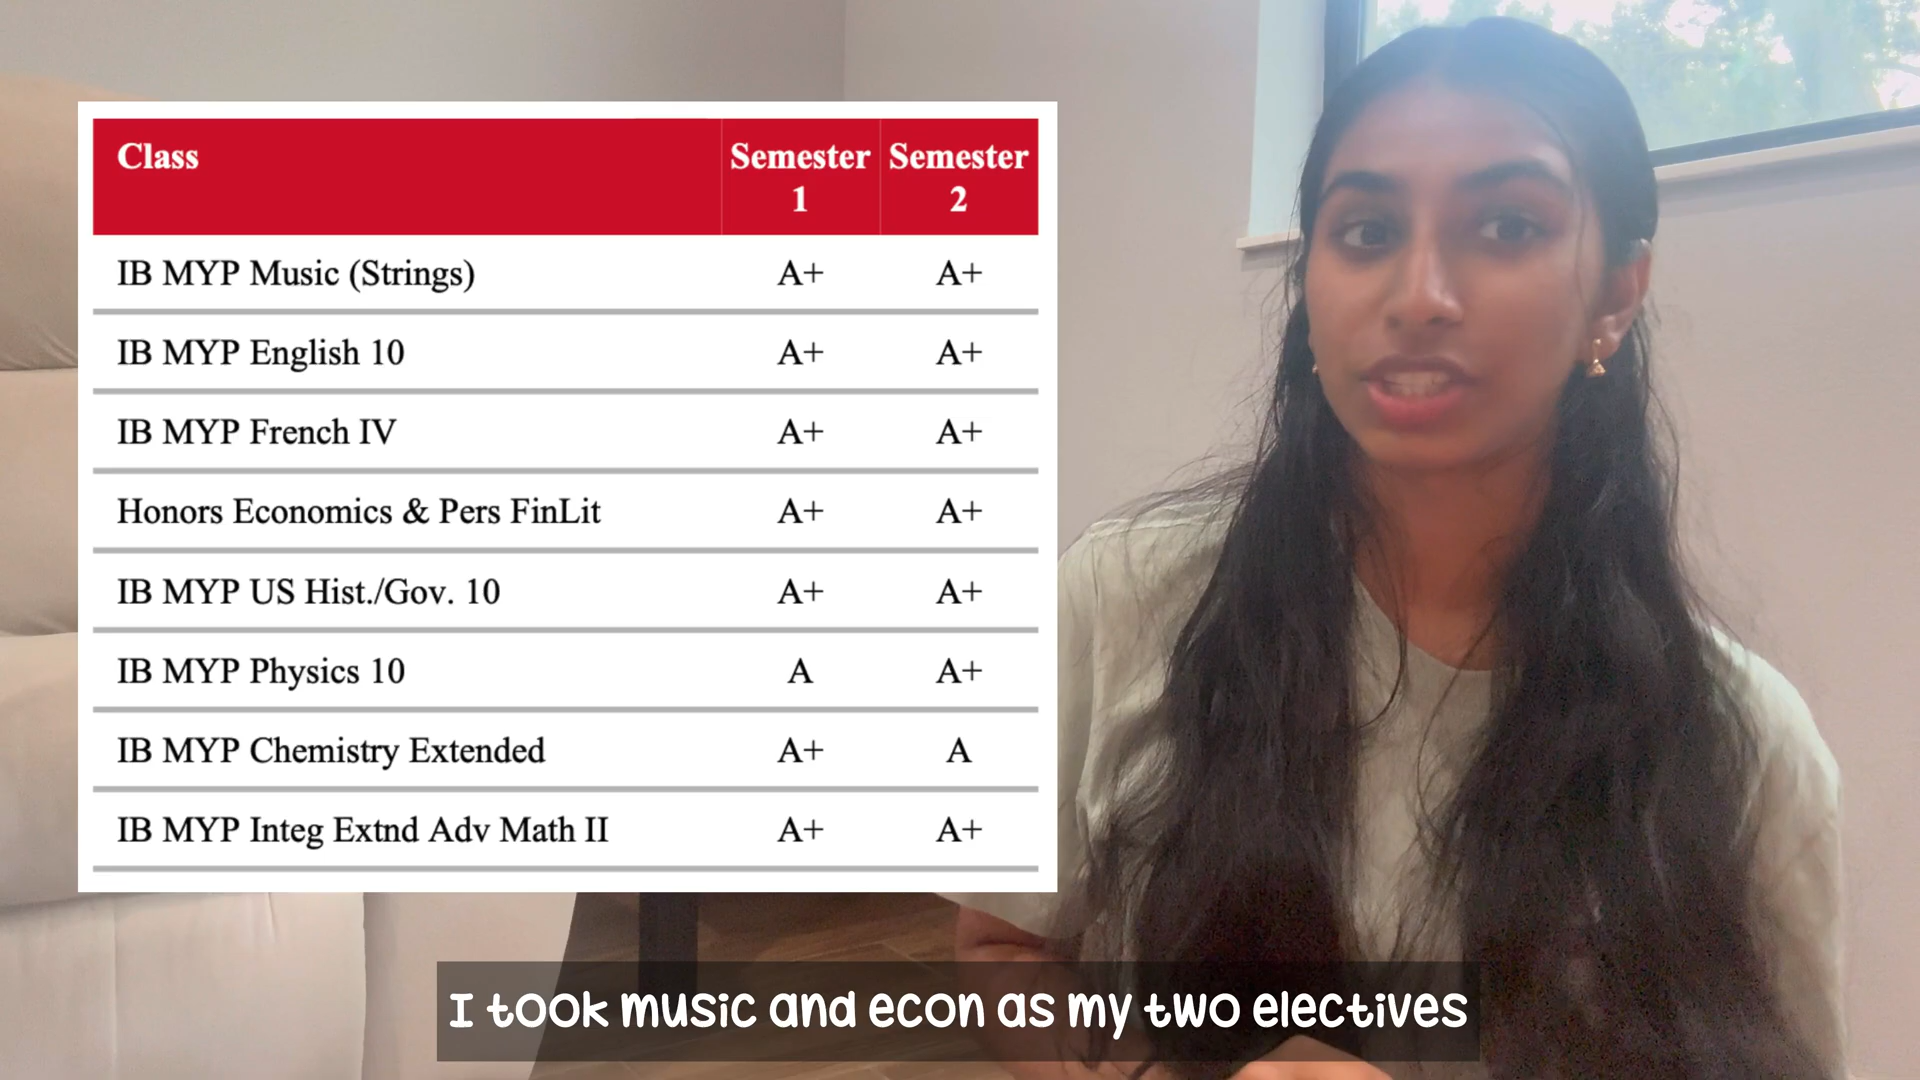 Class Semester 1 Semester 2
IB MYP Music (Strings) A+ A+
IB MYP English 10 A+ A+
IB MYP French IV A+ A+
Honors Economics & Pers FinLit A+ A+
IB MYP US Hist./Gov. 10 A+ A+
IB MYP Physics 10 A A+
IB MYP Chemistry Extended A+ A
IB MYP Integ Extnd Adv Math II A+ A+
I took music and econ as my two electives